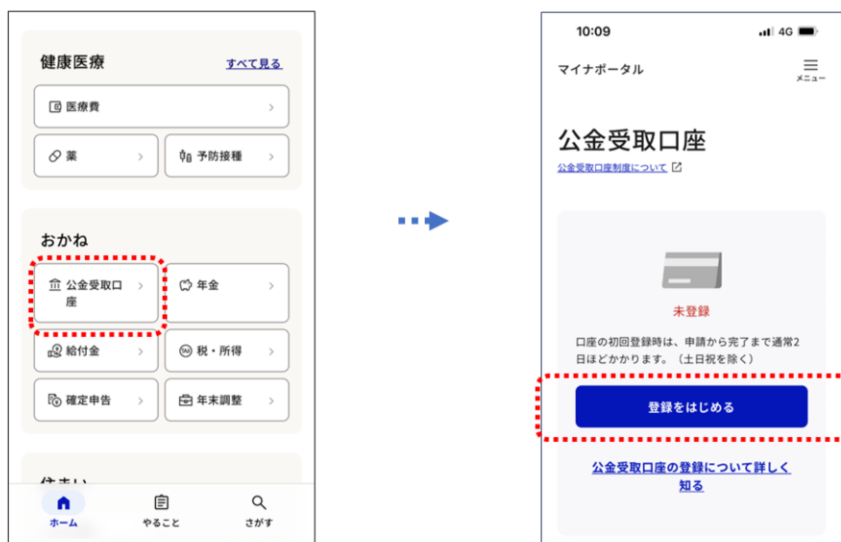 健康医療
すべて見る
医療費
薬
予防接種
おかね
公金受取口
座
年金
給付金
税・所得
確定申告
年末調整
住まい
ホーム
やること
さがす
10:09
4G
マイナポータル
メニュー
公金受取口座
公金受取口座制度について
未登録
口座の初回登録時は、申請から完了まで通常2
日ほどかかります。（土日祝を除く）
登録をはじめる
公金受取口座の登録について詳しく
知る